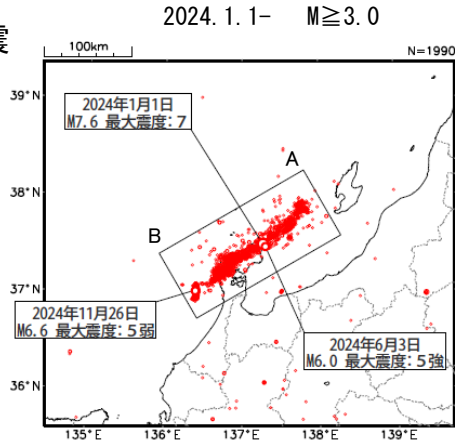 2024.1.1-　M≧3.0
震
100km
N=1990
39°N
2024年1月1日
M7.6 最大震度：7
A
38°N
B
37°N
2024年11月26日
M6.6 最大震度：5弱
2024年6月3日
M6.0 最大震度：5強
36°N
135°E
136°E
137°E
138°E
139°E